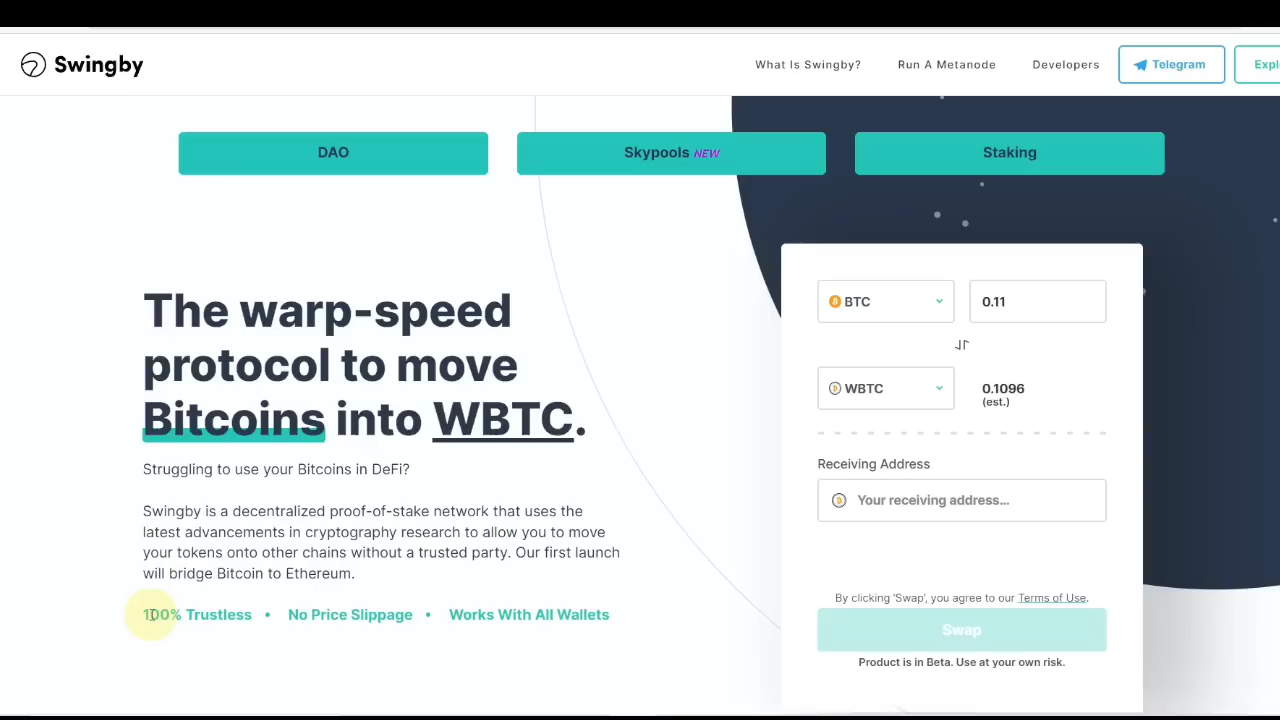 Swingby
What Is Swingby?
Run A Metanode
Developers
Telegram
DAO
Skypools NEW
Staking
The warp-speed
protocol to move
Bitcoins into WBTC.
Struggling to use your Bitcoins in DeFi?
Swingby is a decentralized proof-of-stake network that uses the
latest advancements in cryptography research to allow you to move
your tokens onto other chains without a trusted party. Our first launch
will bridge Bitcoin to Ethereum.
100% Trustless • No Price Slippage • Works With All Wallets
BTC
0.11
WBTC
0.1096
(est.)
Receiving Address
Your receiving address...
By clicking 'Swap', you agree to our Terms of Use.
Swap
Product is in Beta. Use at your own risk.